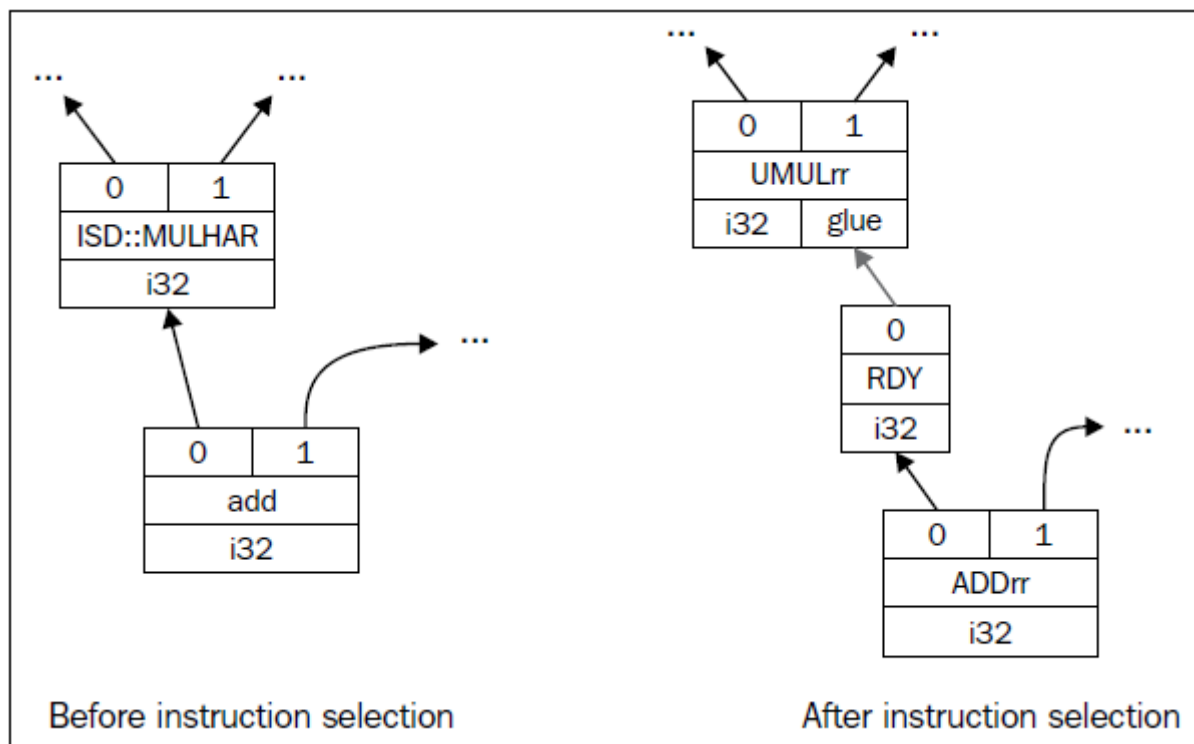 ... ...
0 1
ISD::MULHAR
i32
...
0 1
add
i32
Before instruction selection
... ...
0 1
UMULrr
i32 glue
0
RDY
i32
...
0 1
ADDrr
i32
After instruction selection